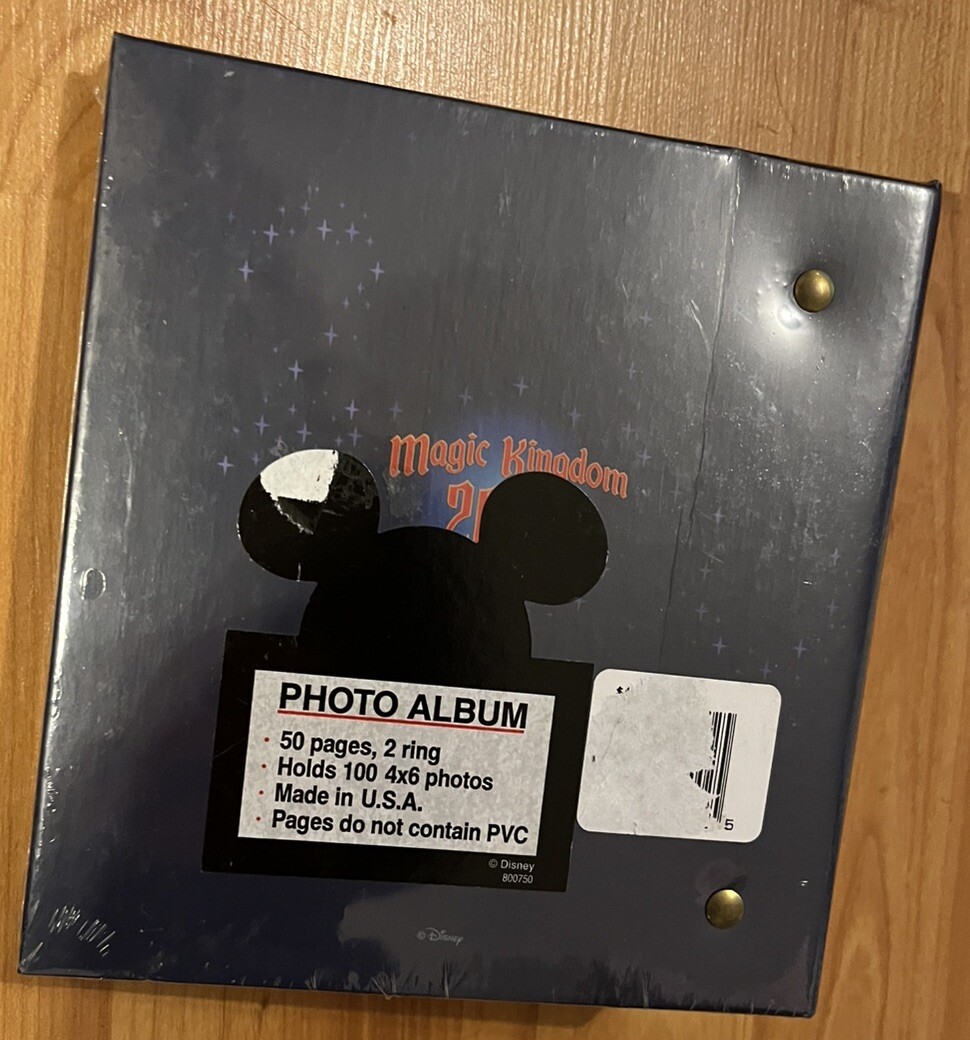 Magic Kingdom
PHOTO ALBUM
· 50 pages, 2 ring
· Holds 100 4x6 photos
· Made in U.S.A.
· Pages do not contain PVC
© Disney
800750
5
© Disney